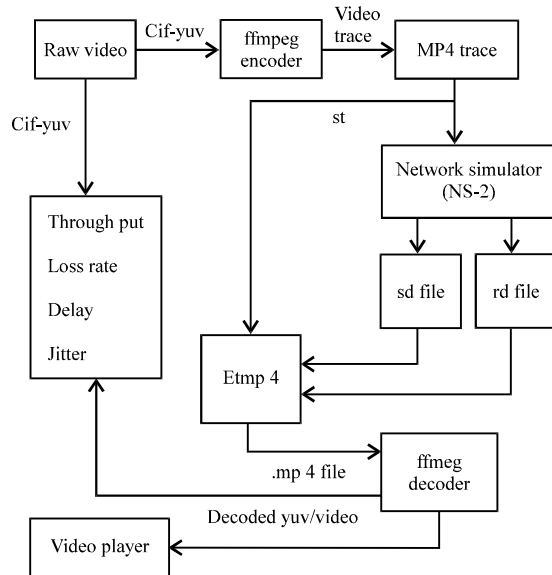 Cif-yuv
Video
trace
Raw video
ffmpeg
encoder
MP4 trace
Cif-yuv
st
Network simulator
(NS-2)
Through put
Loss rate
Delay
Jitter
sd file
rd file
Etmp 4
.mp 4 file
ffmeg
decoder
Decoded yuv/video
Video player